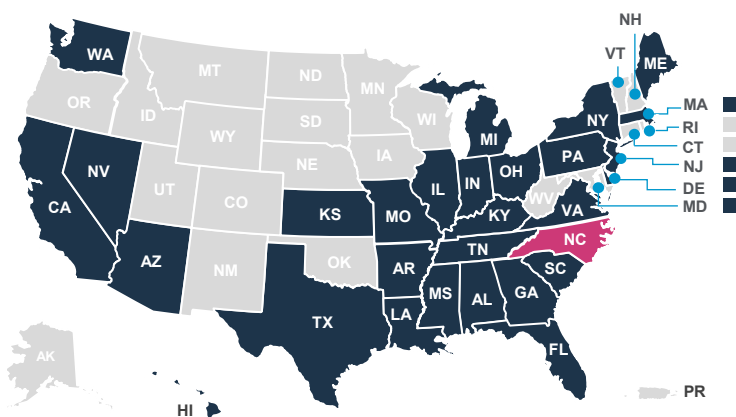 NH
VT
WA
ME
MT
ND
MN
OR
ID
SD
WI
MA
NY
RI
WY
MI
CT
IA
PA
NE
NJ
NV
OH
IL
IN
UT
DE
CO
WV
CA
VA
MD
KS
MO
KY
NC
TN
AZ
OK
NM
AR
SC
MS
AL
GA
LA
TX
FL
AK
PR
HI